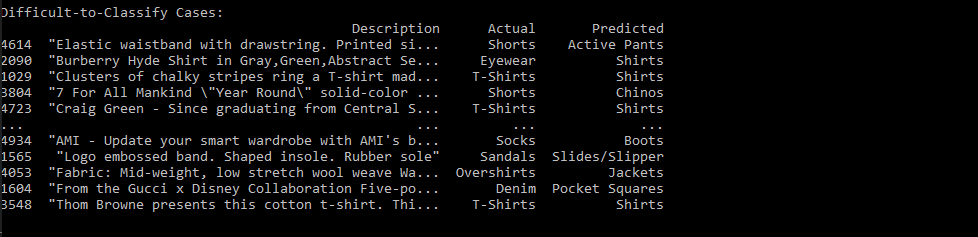 Difficult-to-Classify Cases:
Description Actual Predicted
4614 "Elastic waistband with drawstring. Printed si... Shorts Active Pants
2090 "Burberry Hyde Shirt in Gray,Green,Abstract Se... Eyewear Shirts
1029 "Clusters of chalky stripes ring a T-shirt mad... T-Shirts Shirts
3804 "7 For All Mankind \"Year Round\" solid-color ... Shorts Chinos
4723 "Craig Green - Since graduating from Central S... T-Shirts Shirts
... ... ... ...
4934 "AMI - Update your smart wardrobe with AMI's b... Socks Boots
1565 "Logo embossed band. Shaped insole. Rubber sole" Sandals Slides/Slipper
4053 "Fabric: Mid-weight, low stretch wool weave Wa... Overshirts Jackets
1604 "From the Gucci x Disney Collaboration Five-po... Denim Pocket Squares
3548 "Thom Browne presents this cotton t-shirt. Thi... T-Shirts Shirts